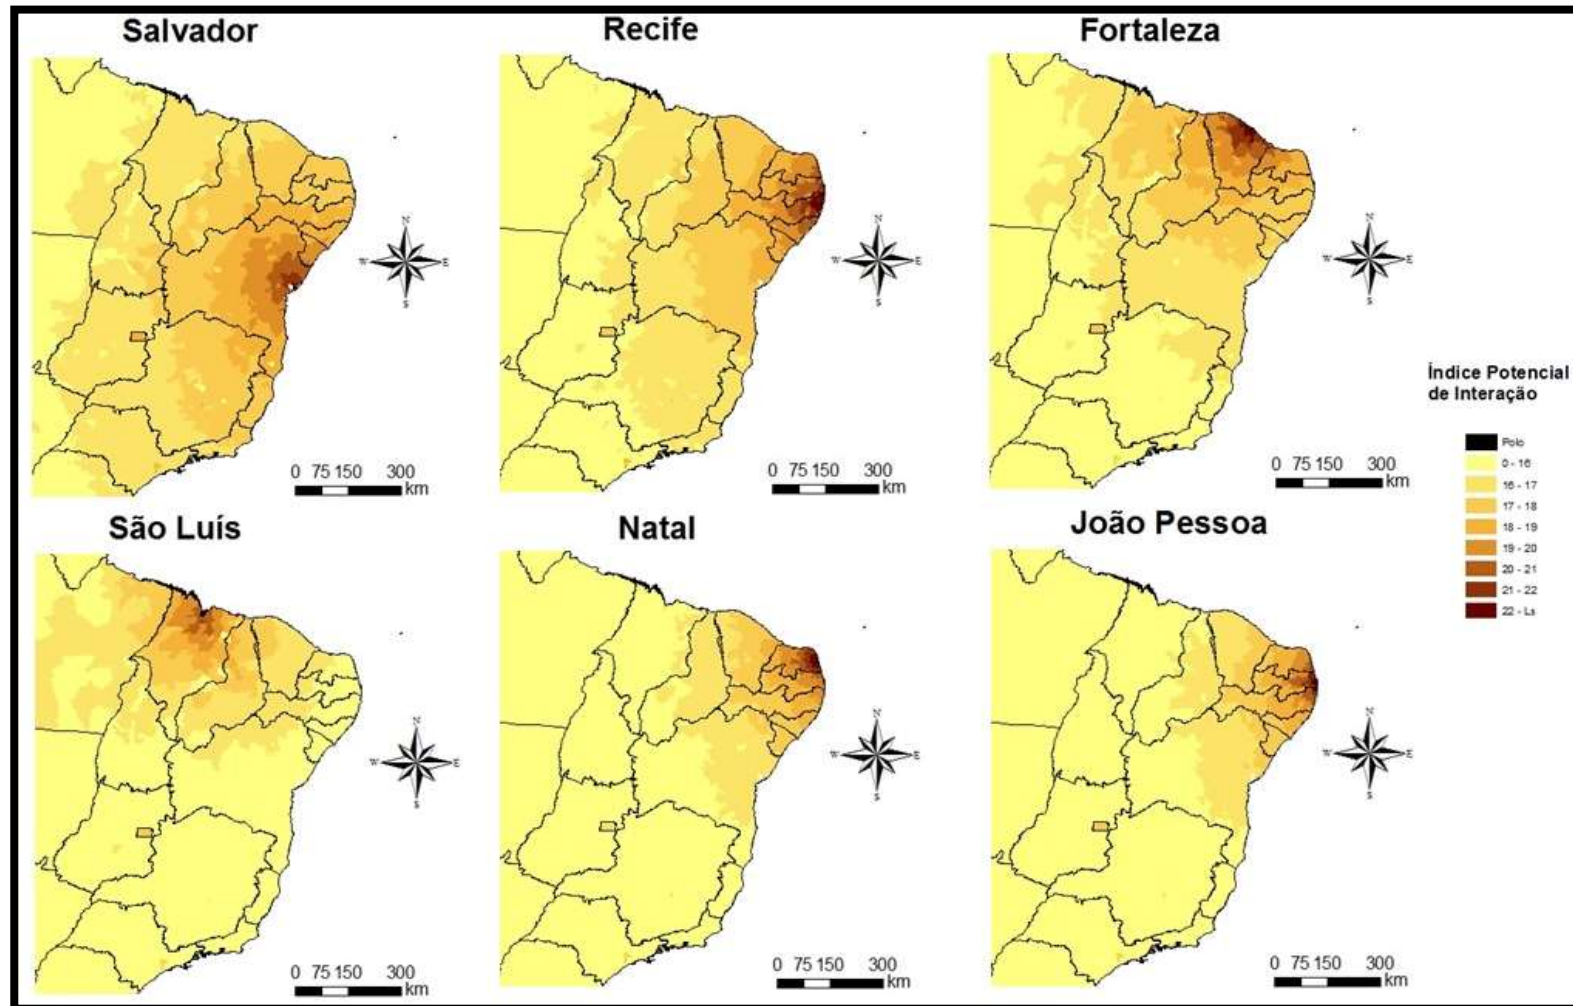 Salvador
Recife
Fortaleza
N
W E
S
N
W E
S
N
W E
S
0 75 150 300
km
0 75 150 300
km
0 75 150 300
km
Índice Potencial
de Interação
Polo
0 - 16
16 - 17
17 - 18
18 - 19
19 - 20
20 - 21
21 - 22
22 - Ls
São Luís
Natal
João Pessoa
N
W E
S
N
W E
S
N
W E
S
0 75 150 300
km
0 75 150 300
km
0 75 150 300
km